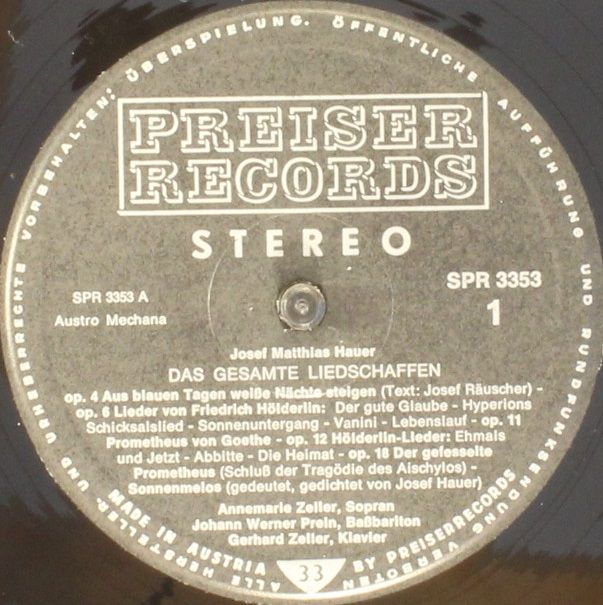 ALLE HERSTELLER- UND URHEBERRECHTE VORBEHALTEN: ÜBERSPIELUNG. ÖFFENTLICHE AUFFÜHRUNG UND RUNDFUNKSENDUNG VERBOTEN
PREISER
RECORDS
STEREO
SPR 3353 A
Austro Mechana
SPR 3353
1
Josef Matthias Hauer
DAS GESAMTE LIEDSCHAFFEN
op. 4 Aus blauen Tagen weiße Nächte steigen (Text: Josef Räuscher) -
op. 6 Lieder von Friedrich Hölderlin: Der gute Glaube - Hyperions
Schicksalslied - Sonnenuntergang - Vanini - Lebenslauf - op. 11
Prometheus von Goethe - op. 12 Hölderlin-Lieder: Ehmals
und Jetzt - Abbitte - Die Heimat - op. 18 Der gefesselte
Prometheus (Schluß der Tragödie des Aischylos) -
Sonnenmelos (gedeutet, gedichtet von Josef Hauer)
Annemarie Zeller, Sopran
Johann Werner Prein, Baßbariton
Gerhard Zeller, Klavier
MADE IN AUSTRIA
33
BY PREISERRECORDS